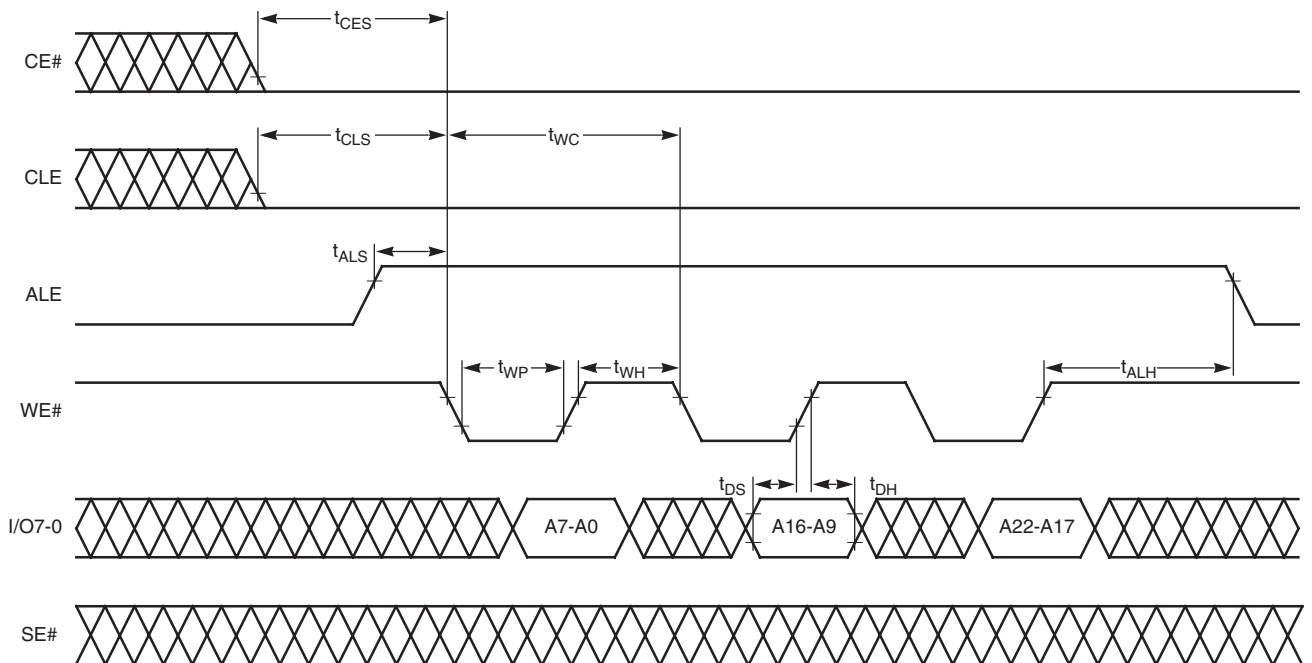 tCES
CE#
tCLS
tWC
CLE
tALS
ALE
tWP
tWH
tALH
WE#
tDS
tDH
I/O7-0
A7-A0
A16-A9
A22-A17
SE#